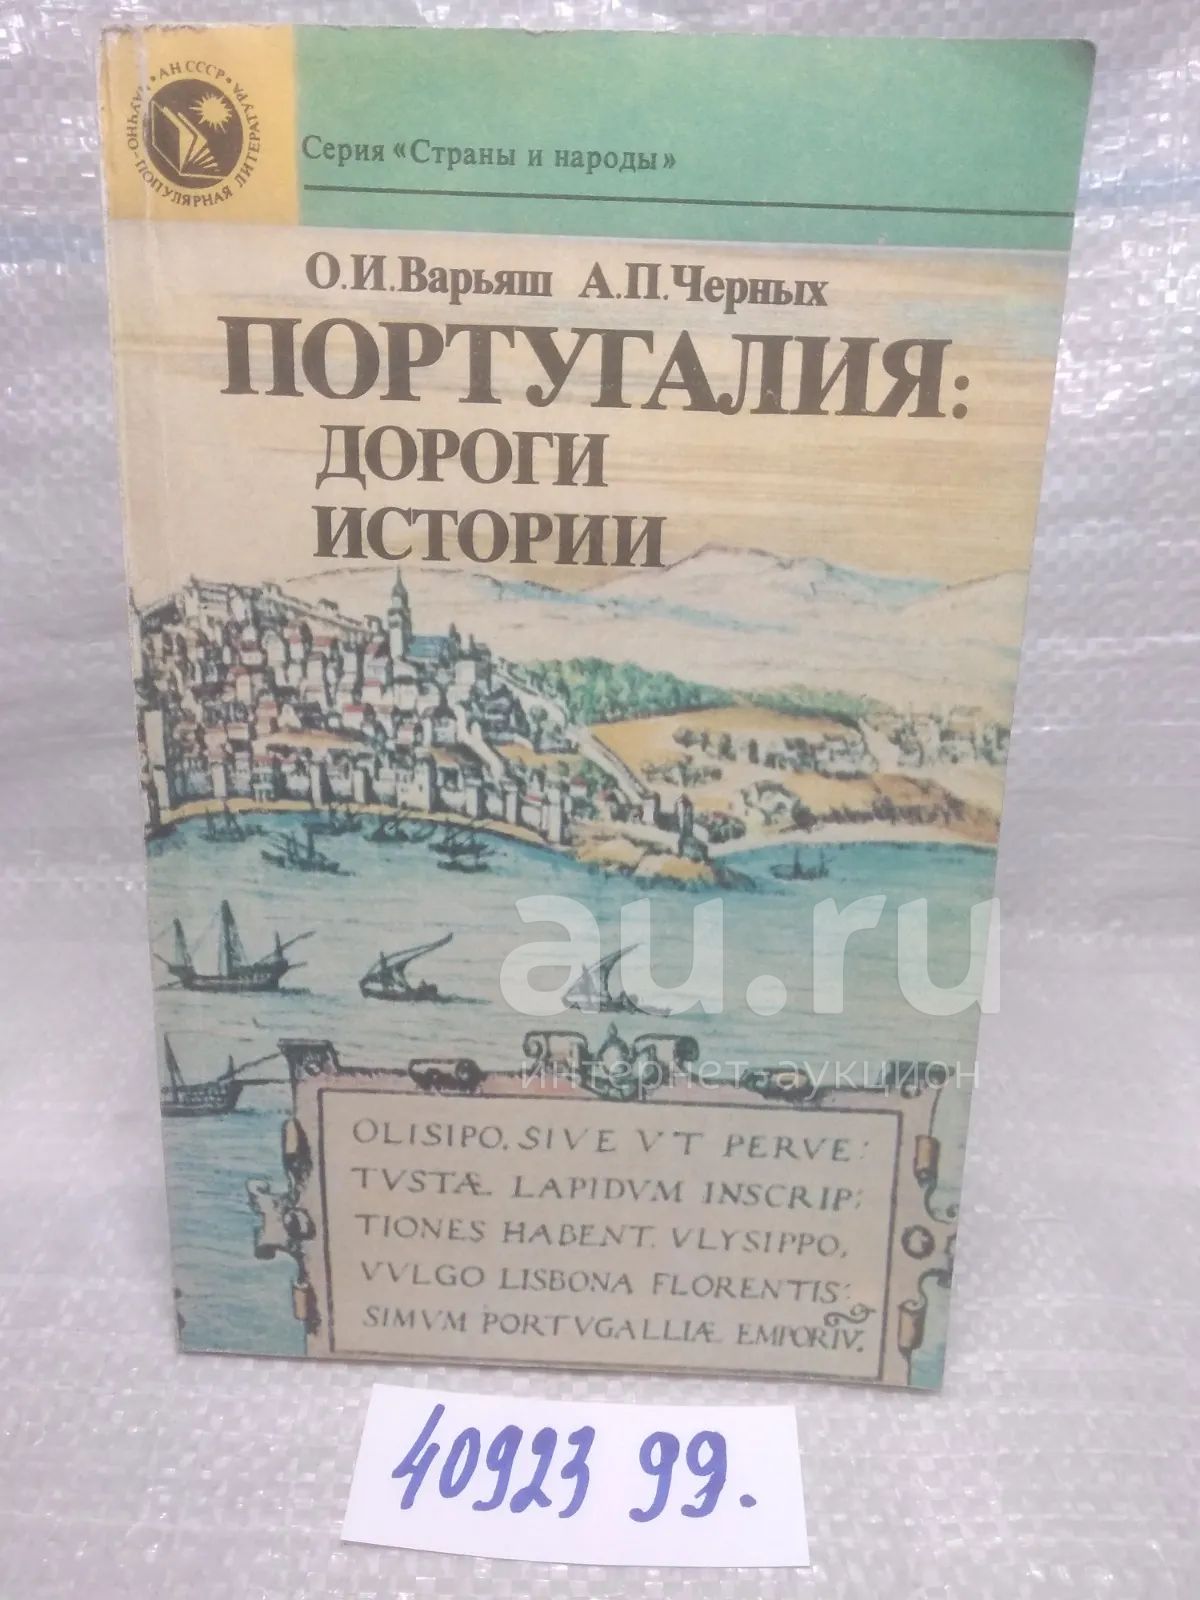 АН СССР • НАУЧНО-ПОПУЛЯРНАЯ ЛИТЕРАТУРА •
Серия «Страны и народы»
О.И.Варьяш А.П.Черных
ПОРТУГАЛИЯ:
ДОРОГИ
ИСТОРИИ
au.ru
интернет-аукцион
OLISIPO, SIVE VT PERVE:
TVSTÆ LAPIDVM INSCRIP:
TIONES HABENT, VLYSIPPO,
VVLGO LISBONA FLORENTIS:
SIMVM PORTVGALLIÆ EMPORIV.
40923 99.